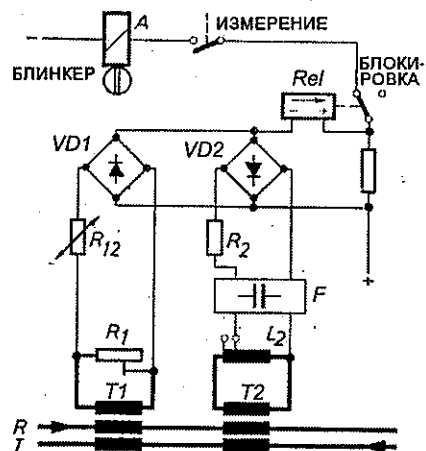 A
ИЗМЕРЕНИЕ
БЛИНКЕР
БЛОКИ-
РОВКА
Rel
VD1
VD2
R12
R2
F
R1
L2
T1
T2
R
T
+